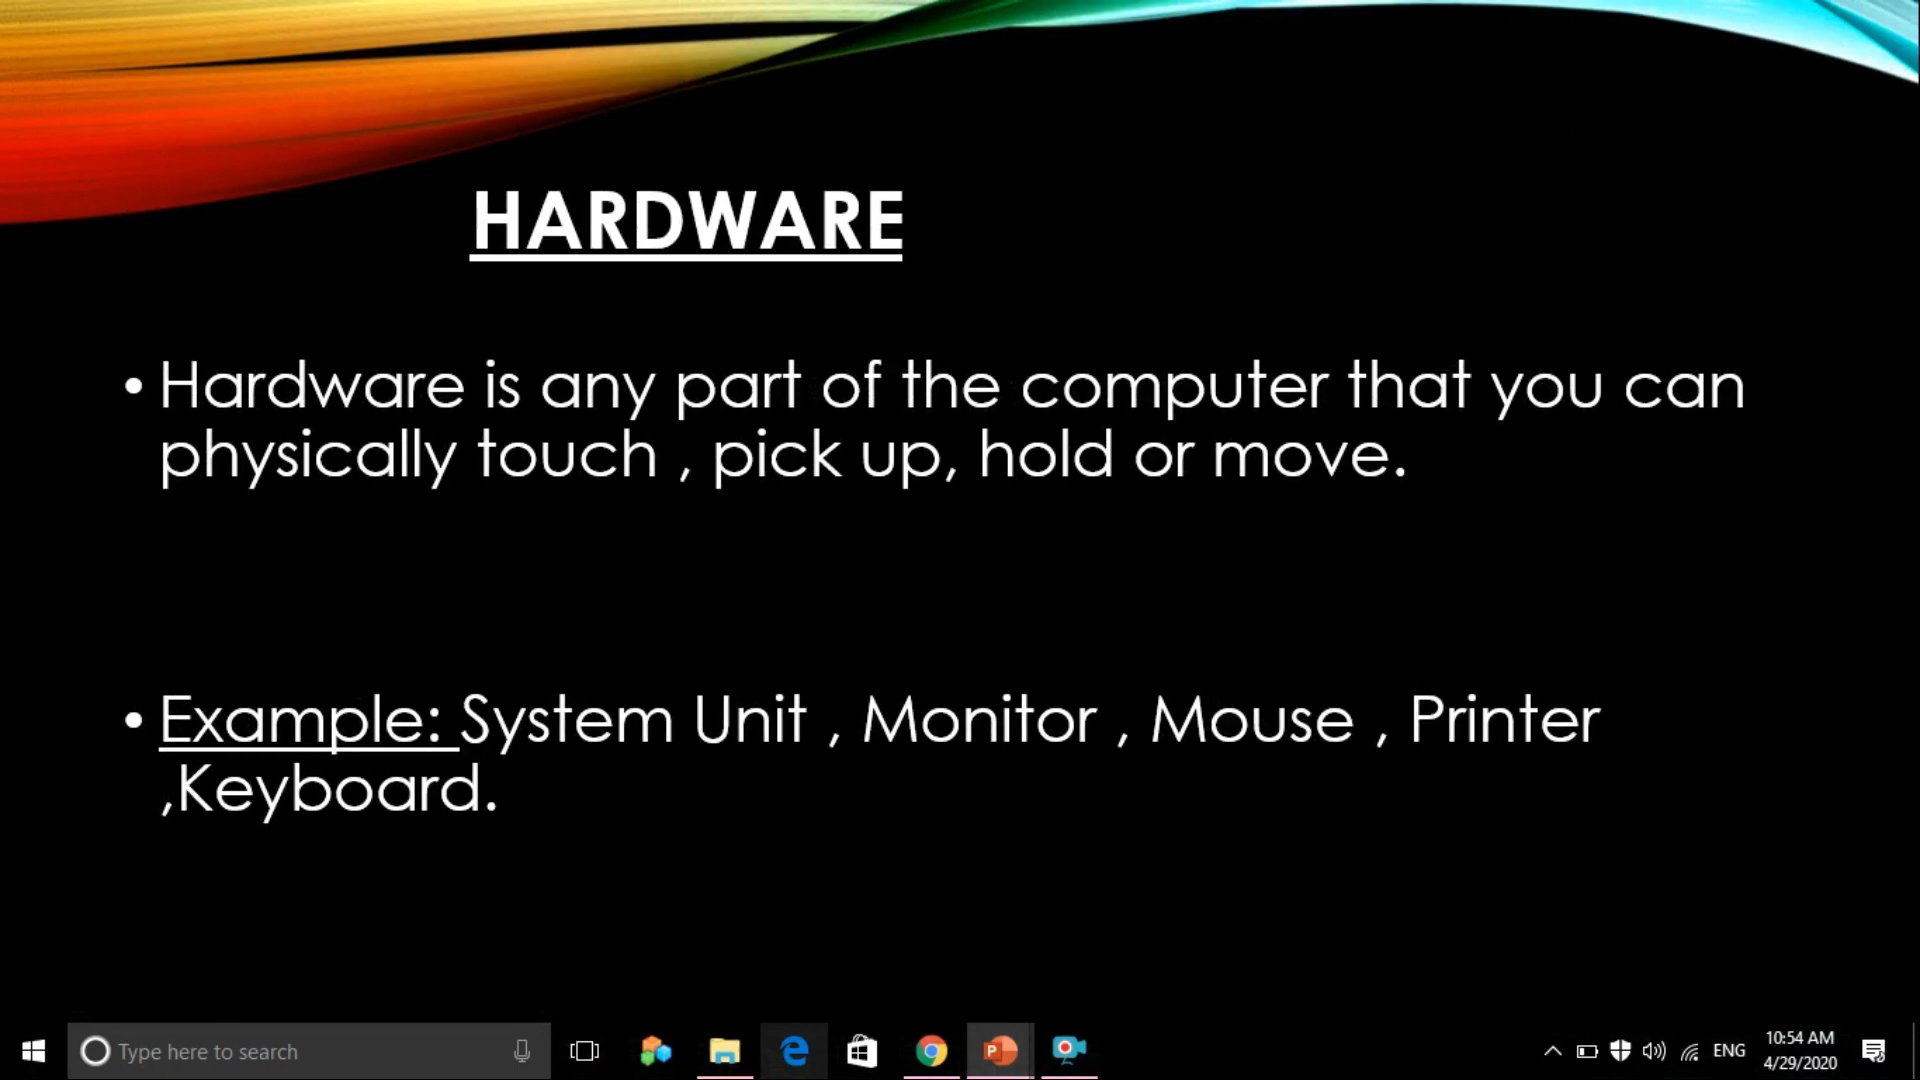 HARDWARE
• Hardware is any part of the computer that you can
physically touch , pick up, hold or move.
• Example: System Unit , Monitor , Mouse , Printer
,Keyboard.
Type here to search
ENG
10:54 AM
4/29/2020